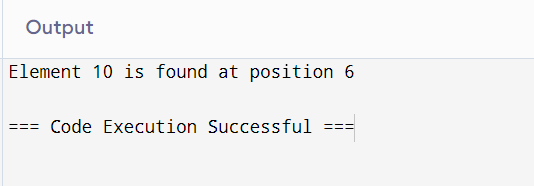 Output
Element 10 is found at position 6
=== Code Execution Successful ===